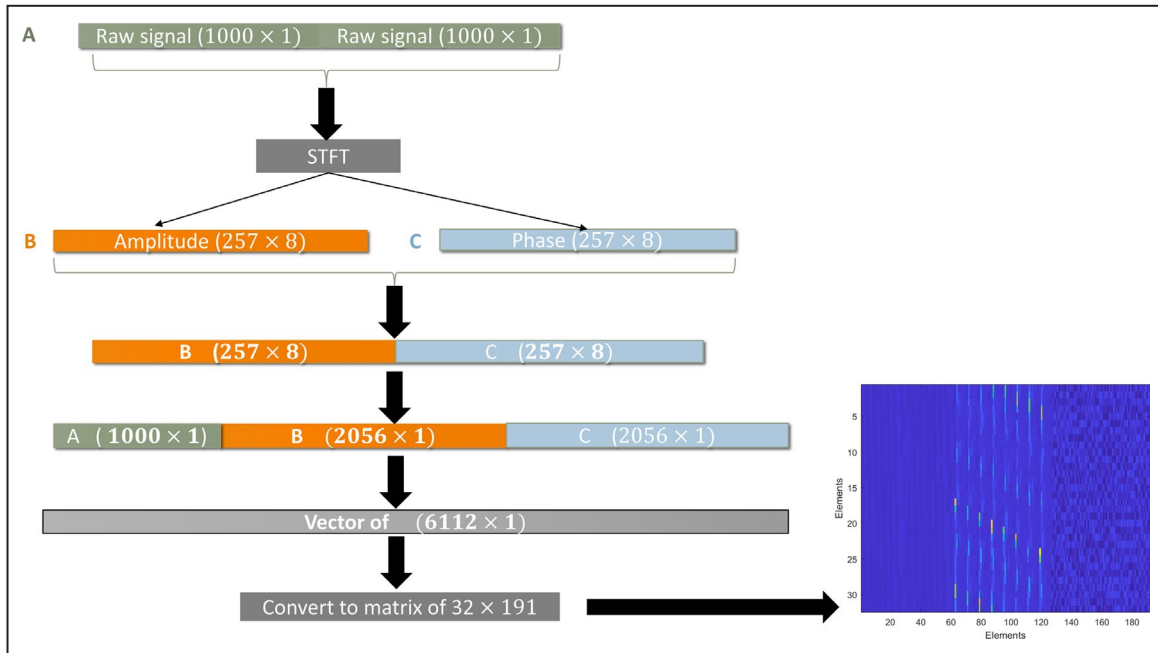 A
Raw signal (1000 × 1) Raw signal (1000 × 1)
STFT
B Amplitude (257 × 8) C Phase (257 × 8)
B (257 × 8) C (257 × 8)
A (1000 × 1) B (2056 × 1) C (2056 × 1)
Vector of (6112 × 1)
Convert to matrix of 32 × 191
Elements
5
10
15
20
25
30
20 40 60 80 100 120 140 160 180
Elements